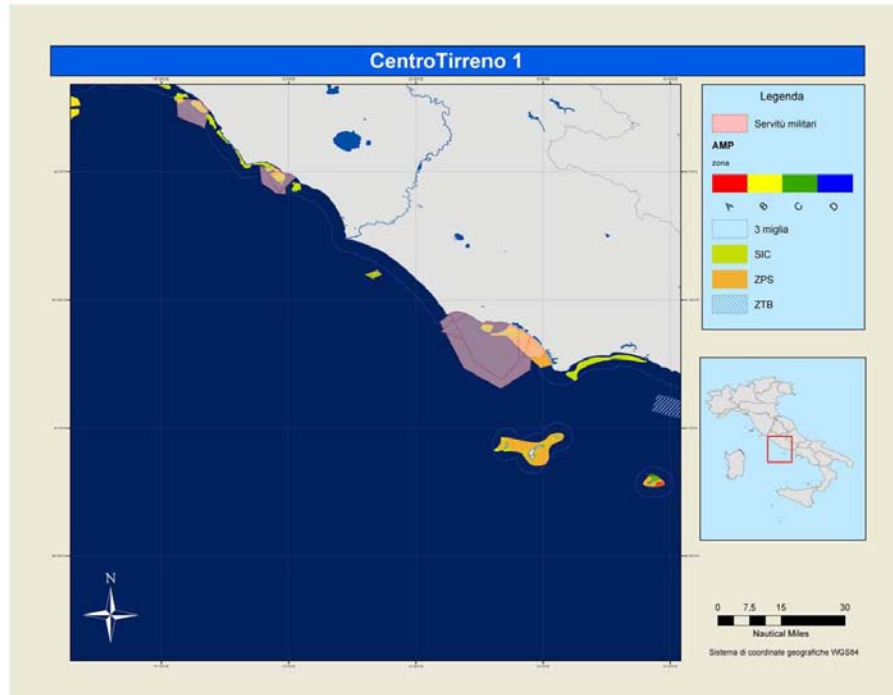 CentroTirreno 1
Legenda
Servitù militari
AMP
zona
A B C D
3 miglia
SIC
ZPS
ZTB
N
0 7,5 15 30
Nautical Miles
Sistema di coordinate geografiche WGS84